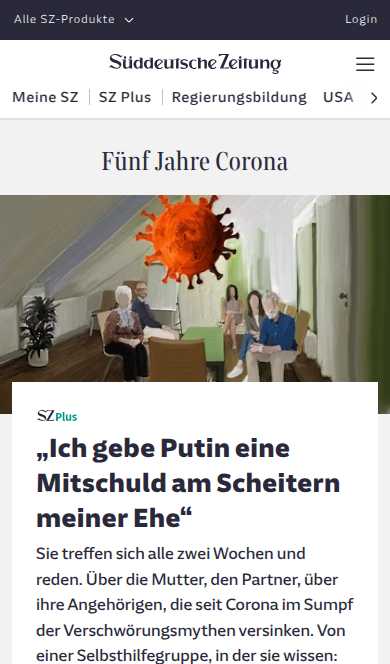 Alle SZ-Produkte
Login
Süddeutsche Zeitung
Meine SZ
SZ Plus
Regierungsbildung
USA
Fünf Jahre Corona
SZ Plus
„Ich gebe Putin eine
Mitschuld am Scheitern
meiner Ehe“
Sie treffen sich alle zwei Wochen und
reden. Über die Mutter, den Partner, über
ihre Angehörigen, die seit Corona im Sumpf
der Verschwörungsmythen versinken. Von
einer Selbsthilfegruppe, in der sie wissen: